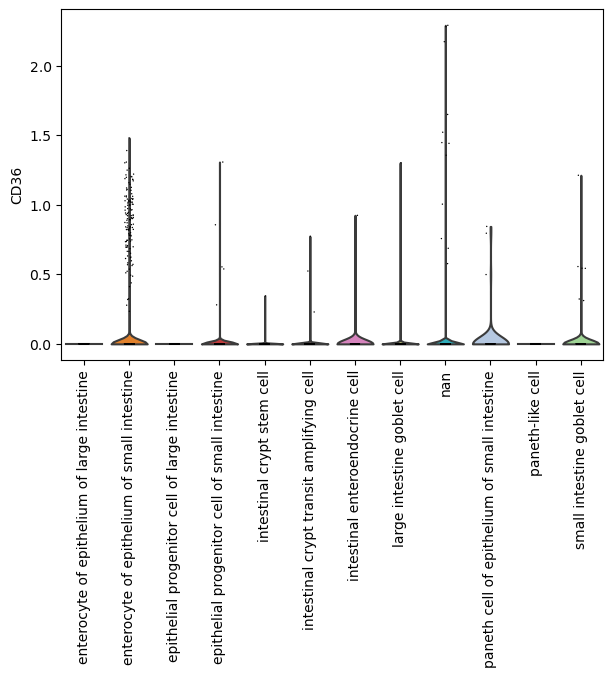 CD36
2.0
1.5
1.0
0.5
0.0
enterocyte of epithelium of large intestine
enterocyte of epithelium of small intestine
epithelial progenitor cell of large intestine
epithelial progenitor cell of small intestine
intestinal crypt stem cell
intestinal crypt transit amplifying cell
intestinal enteroendocrine cell
large intestine goblet cell
nan
paneth cell of epithelium of small intestine
paneth-like cell
small intestine goblet cell